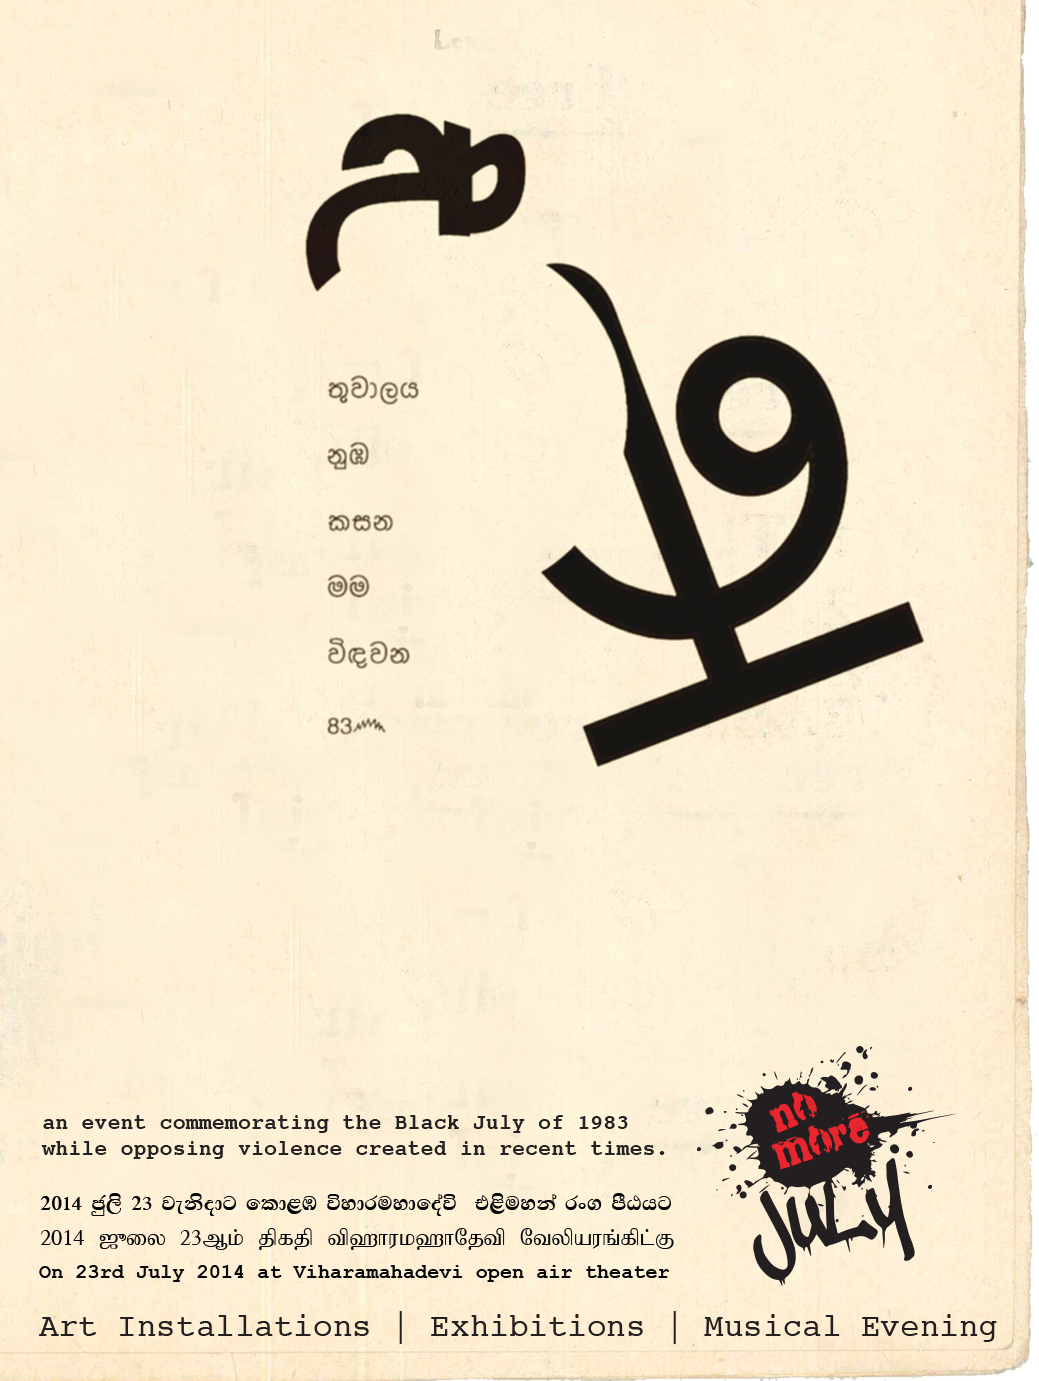 තුවාලය
නුඹ
කසන
මම
විඳවන
83
an event commemorating the Black July of 1983
while opposing violence created in recent times.
2014 ජුලි 23 වැනිදාට කොළඹ විහාරමහාදේවි එළිමහන් රංග පීඨයට
2014 ஜுலை 23ஆம் திகதி விஹாரமஹாதேவி வேலியரங்கிட்கு
On 23rd July 2014 at Viharamahadevi open air theater
no
more
JULY
Art Installations | Exhibitions | Musical Evening